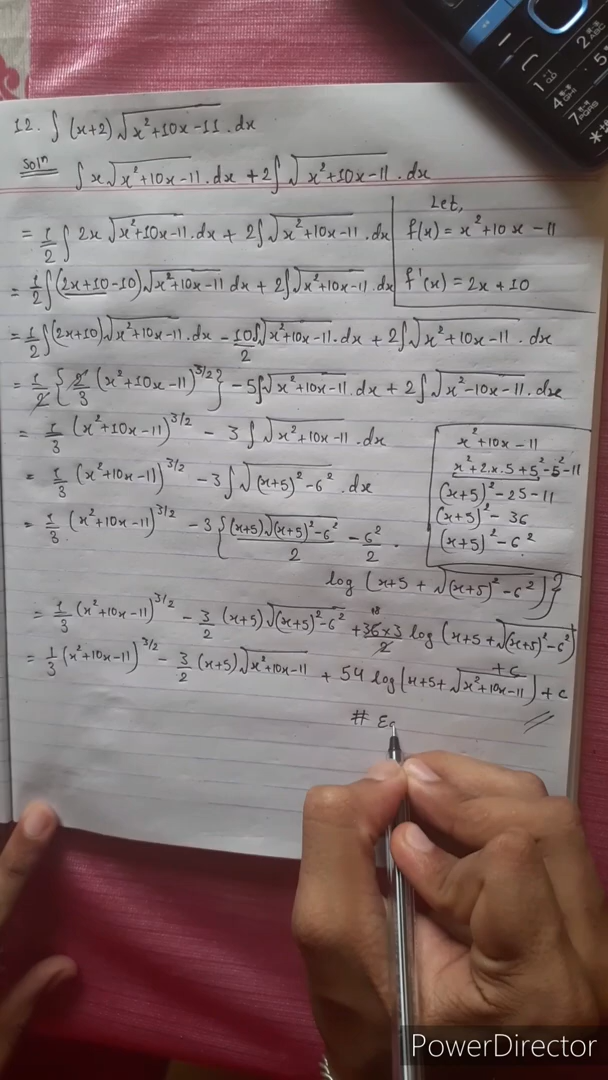 12. ∫ (x+2) √(x²+10x-11) . dx
Solⁿ ∫ x√(x²+10x-11) . dx + 2∫ √(x²+10x-11) . dx
= 1/2 ∫ 2x √(x²+10x-11) . dx + 2∫ √(x²+10x-11) . dx
= 1/2 ∫ (2x+10-10) √(x²+10x-11) dx + 2∫ √(x²+10x-11) . dx
Let,
f(x) = x²+10x-11
f'(x) = 2x+10
= 1/2 ∫ (2x+10) √(x²+10x-11) . dx - 10/2 ∫ √(x²+10x-11) . dx + 2∫ √(x²+10x-11) . dx
= 1/2 { 2/3 (x²+10x-11)^3/2 } - 5∫ √(x²+10x-11) . dx + 2∫ √(x²-10x-11) . dx
= 1/3 (x²+10x-11)^3/2 - 3 ∫ √(x²+10x-11) . dx
= 1/3 (x²+10x-11)^3/2 - 3∫ √((x+5)²-6²) . dx
= 1/3 (x²+10x-11)^3/2 - 3 { (x+5)√((x+5)²-6²)/2 - 6²/2 .
log (x+5 + √((x+5)²-6²)) }
x²+10x-11
x²+2.x.5+5²-5²-11
(x+5)²-25-11
(x+5)²-36
(x+5)²-6²
= 1/3 (x²+10x-11)^3/2 - 3/2 (x+5) √((x+5)²-6²) + 18 36×3/2 log (x+5+√((x+5)²-6²))
+c
= 1/3 (x²+10x-11)^3/2 - 3/2 (x+5) √(x²+10x-11) + 54 log (x+5+√(x²+10x-11)) + c
#
PowerDirector
1
2 ABC
4 GHI
5
7 PQRS
*